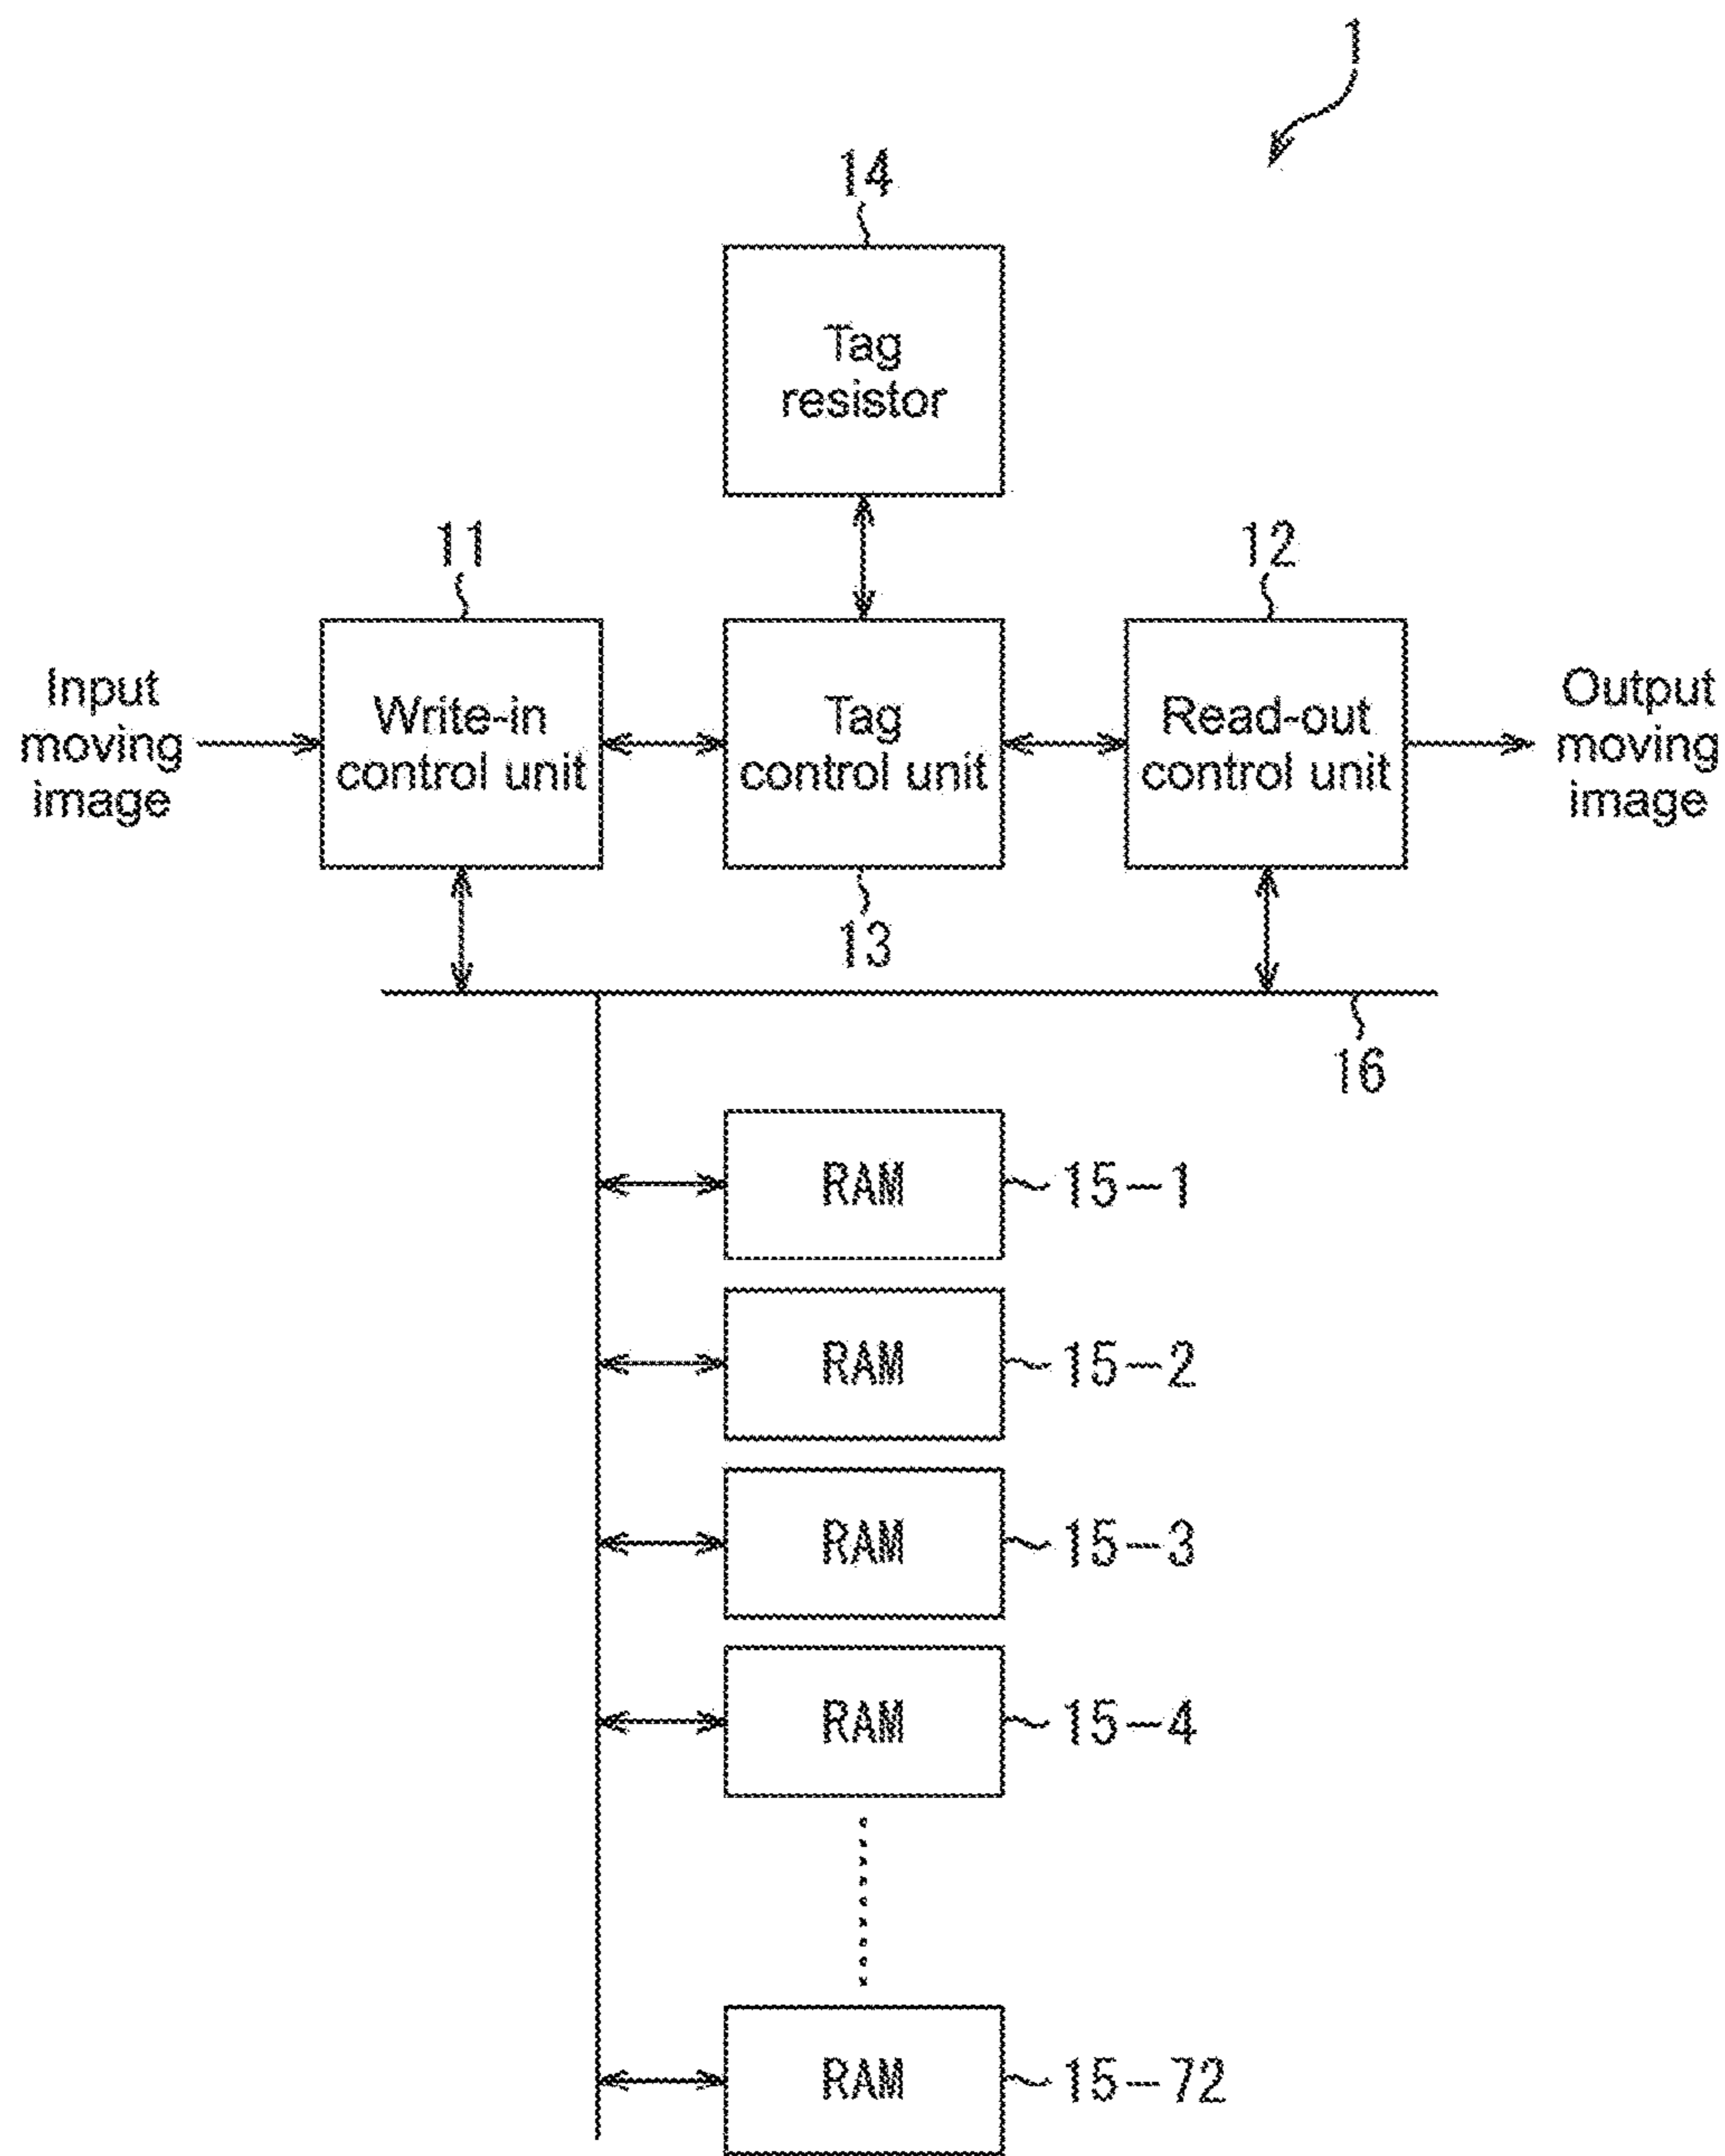 1
14
Tag
resistor
11
12
Input
moving
image
Write-in
control unit
Tag
control unit
Read-out
control unit
Output
moving
image
13
16
RAM
15-1
RAM
15-2
RAM
15-3
RAM
15-4
RAM
15-72